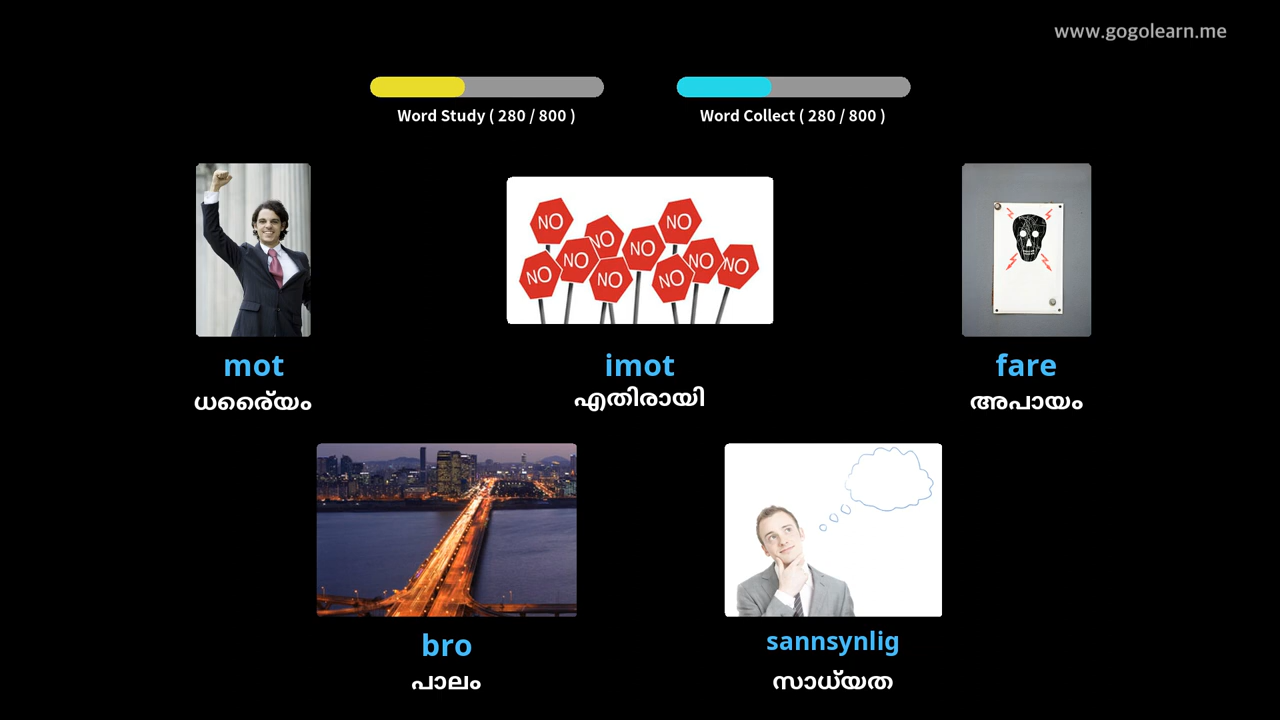 www.gogolearn.me
Word Study ( 280 / 800 )
Word Collect ( 280 / 800 )
NO
NO
NO
NO
NO
NO
NO
NO
NO
NO
mot
ധൈര്യം
imot
എതിരായി
fare
അപായം
bro
പാലം
sannsynlig
സാധ്യത